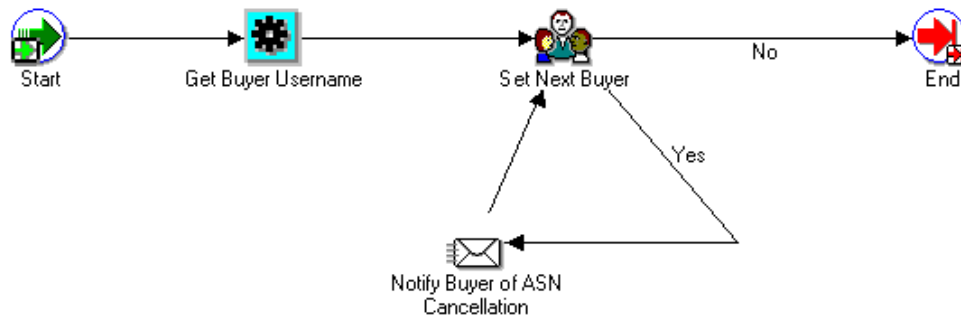 Start
Get Buyer Username
Set Next Buyer
No
End
Yes
Notify Buyer of ASN
Cancellation